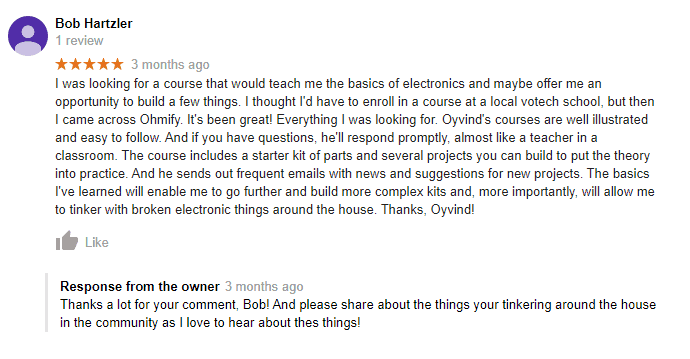 Bob Hartzler
1 review
★★★★★ 3 months ago
I was looking for a course that would teach me the basics of electronics and maybe offer me an
opportunity to build a few things. I thought I'd have to enroll in a course at a local votech school, but then
I came across Ohmify. It's been great! Everything I was looking for. Oyvind's courses are well illustrated
and easy to follow. And if you have questions, he'll respond promptly, almost like a teacher in a
classroom. The course includes a starter kit of parts and several projects you can build to put the theory
into practice. And he sends out frequent emails with news and suggestions for new projects. The basics
I've learned will enable me to go further and build more complex kits and, more importantly, will allow me
to tinker with broken electronic things around the house. Thanks, Oyvind!
Like
Response from the owner 3 months ago
Thanks a lot for your comment, Bob! And please share about the things your tinkering around the house
in the community as I love to hear about thes things!